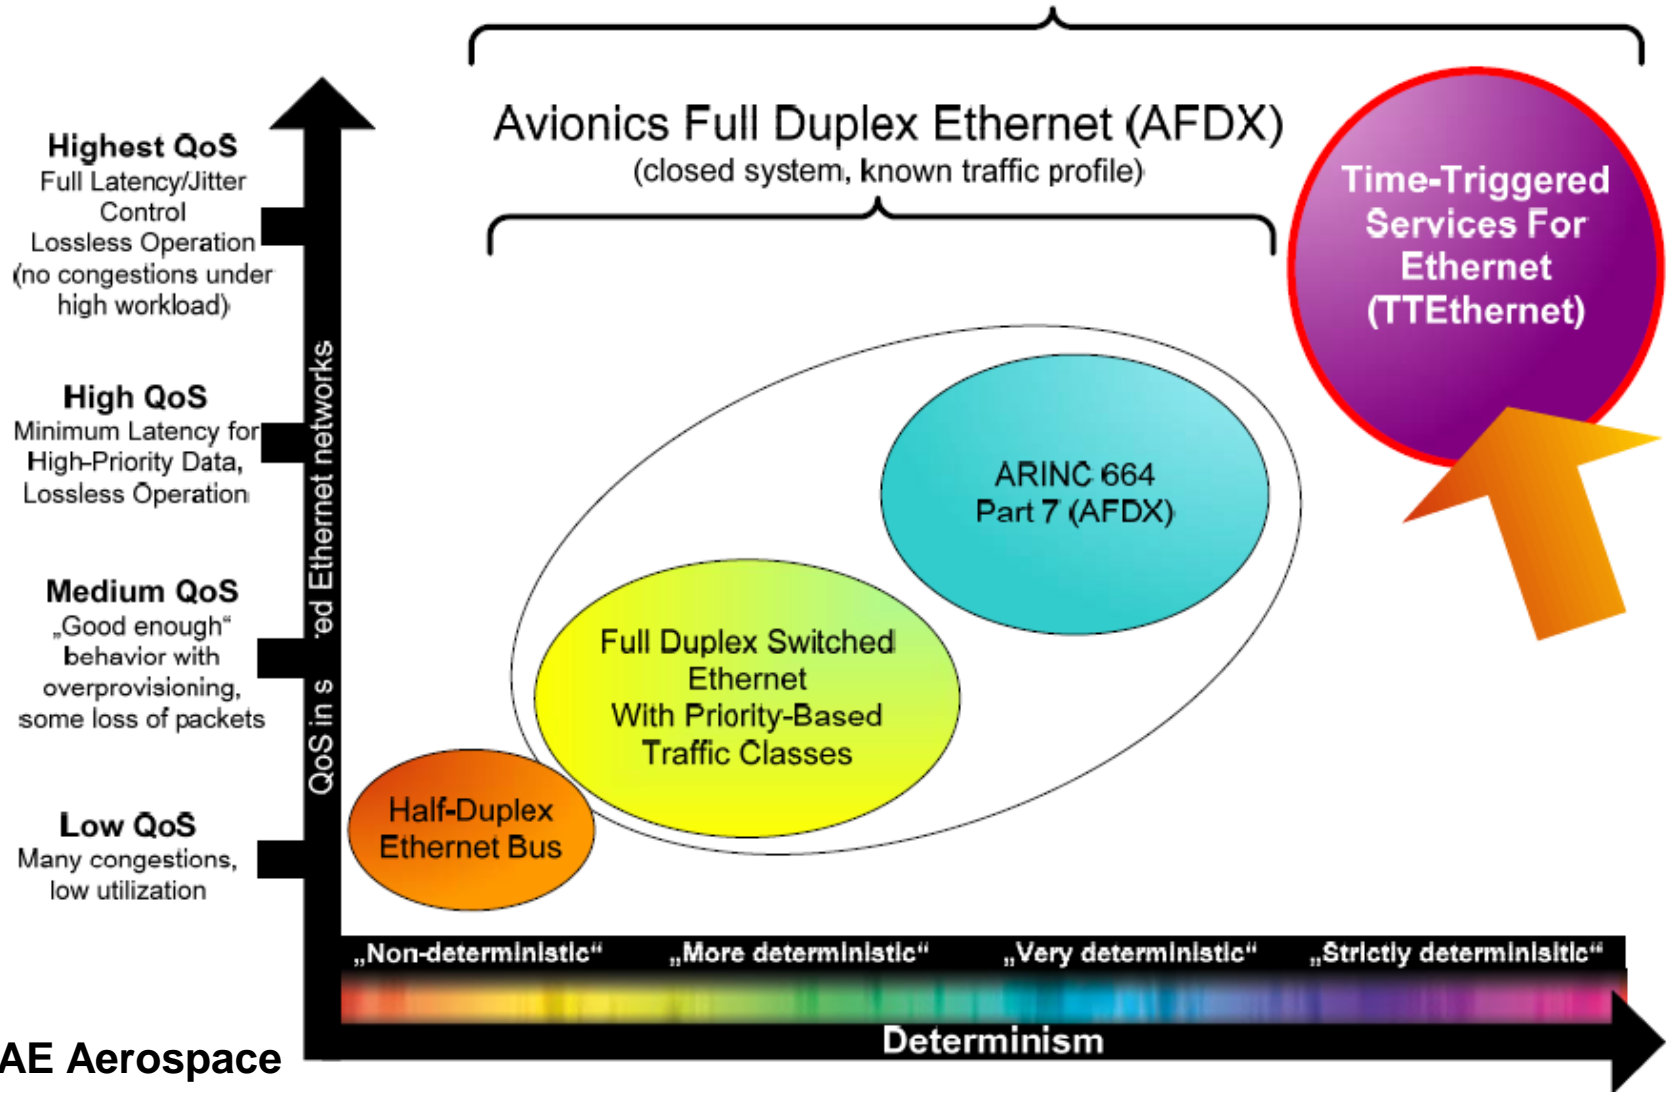 Avionics Full Duplex Ethernet (AFDX)
(closed system, known traffic profile)
Time-Triggered
Services For
Ethernet
(TTEthernet)
Highest QoS
Full Latency/Jitter
Control
Lossless Operation
(no congestions under
high workload)
High QoS
Minimum Latency for
High-Priority Data,
Lossless Operation
Medium QoS
„Good enough“
behavior with
overprovisioning,
some loss of packets
Low QoS
Many congestions,
low utilization
QoS in s ed Ethernet networks
ARINC 664
Part 7 (AFDX)
Full Duplex Switched
Ethernet
With Priority-Based
Traffic Classes
Half-Duplex
Ethernet Bus
„Non-deterministic“ „More deterministic“ „Very deterministic“ „Strictly determinisitic“
Determinism
AE Aerospace